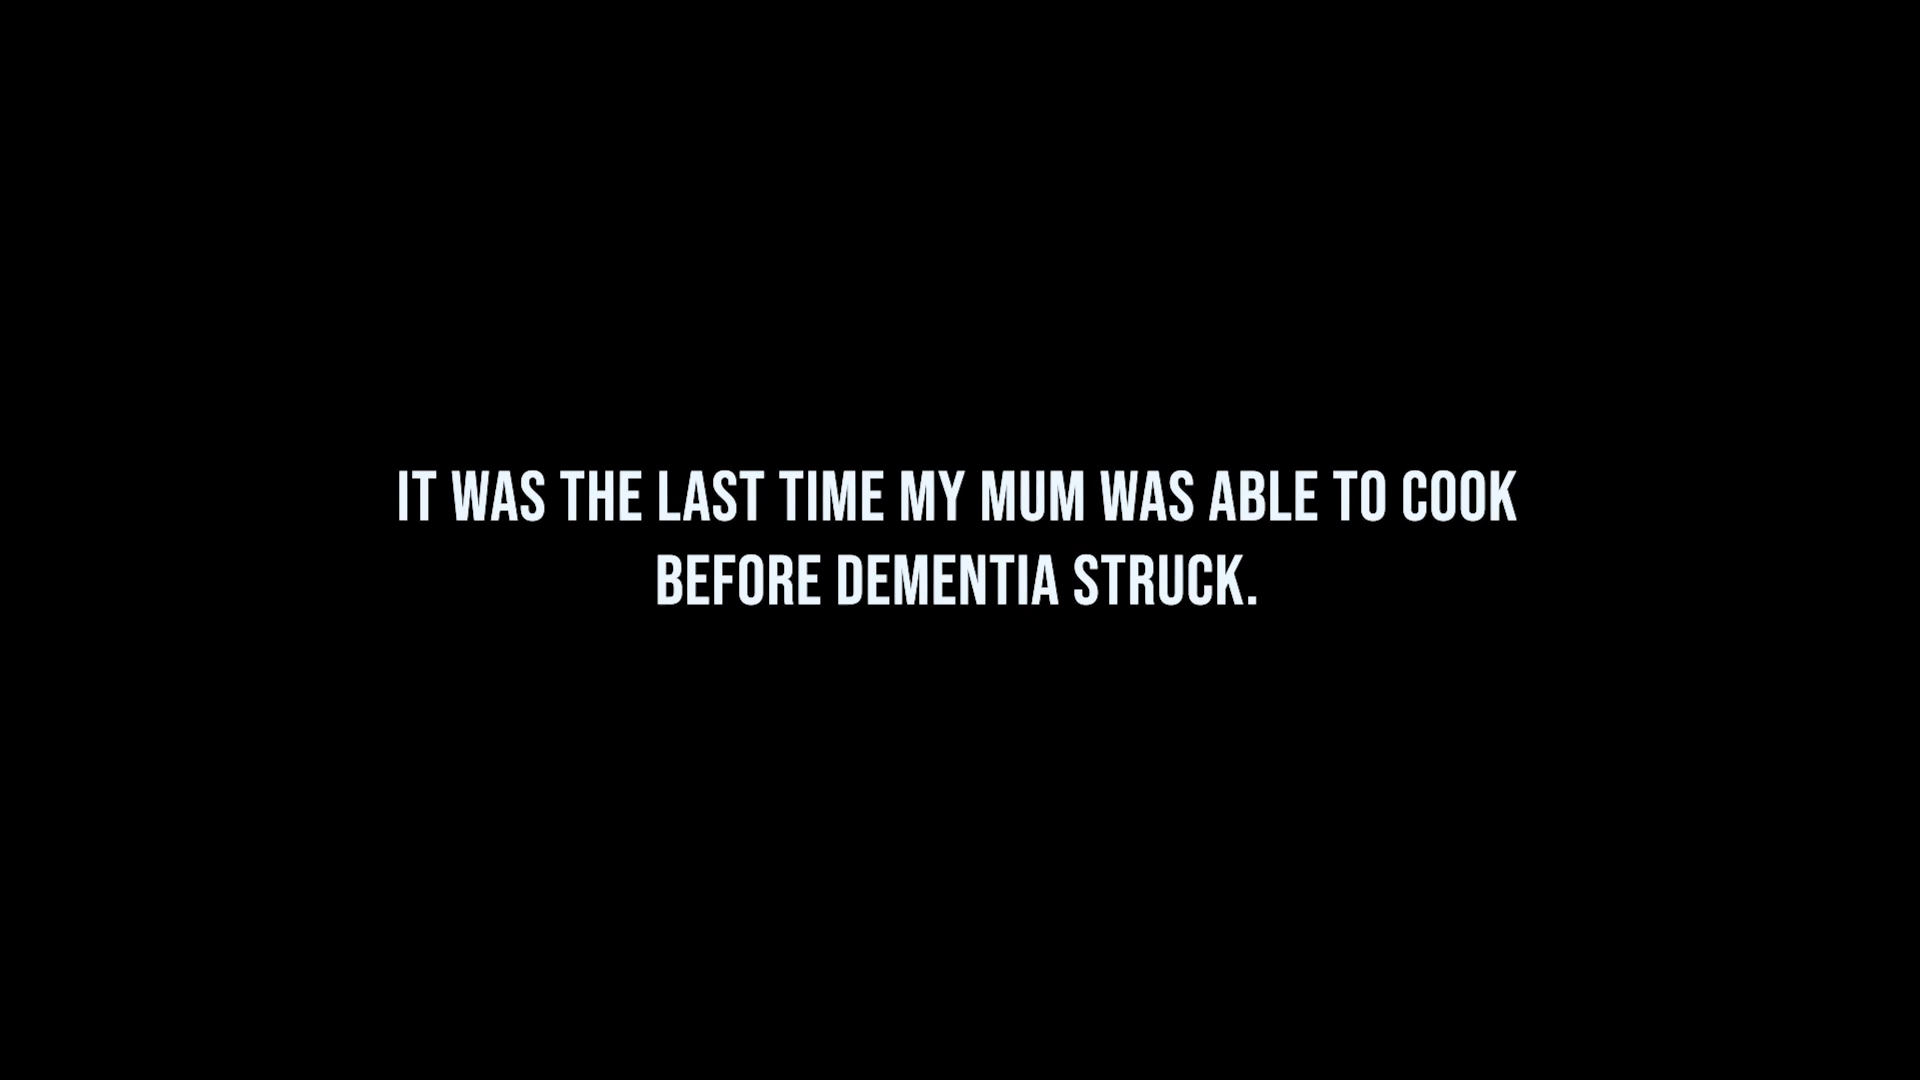 IT WAS THE LAST TIME MY MUM WAS ABLE TO COOK
BEFORE DEMENTIA STRUCK.